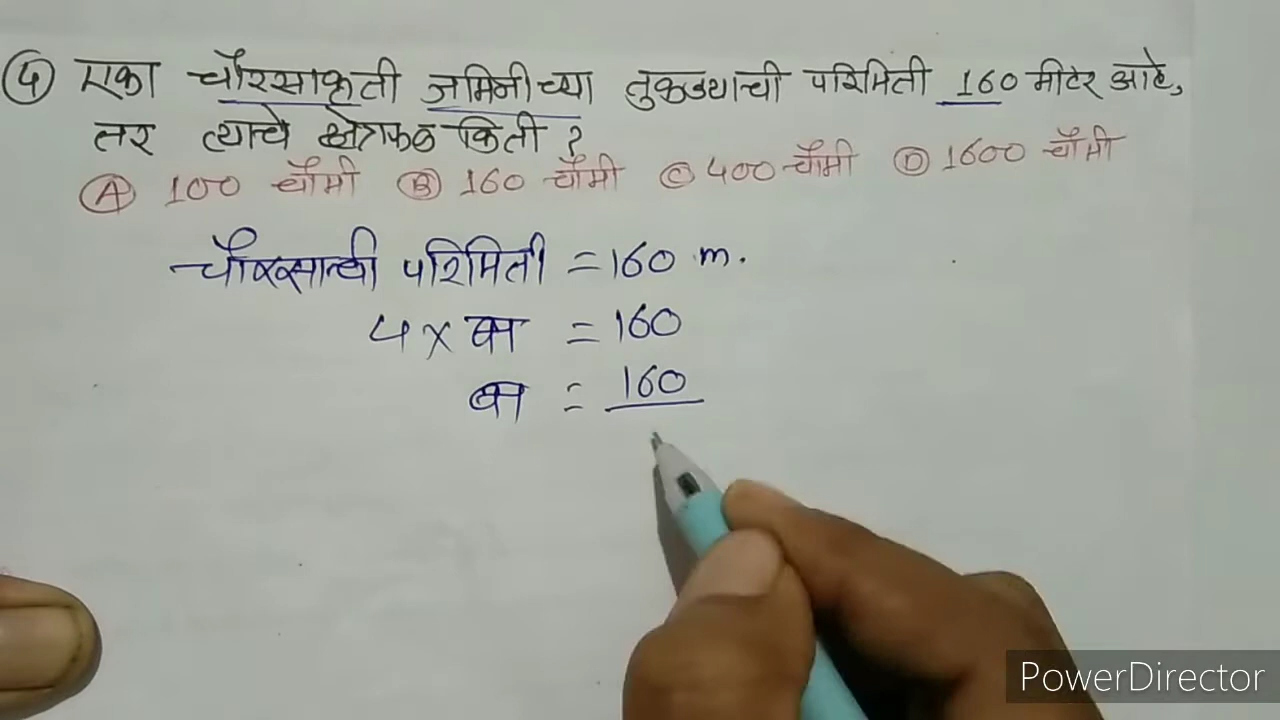 ५ एका चौरसाकृती जमिनीच्या तुकड्याची परिमिती 160 मीटर आहे,
तर त्याचे क्षेत्रफळ किती ?
A 100 चौमी B 160 चौमी C 400 चौमी D 1600 चौमी
चौरसाची परिमिती = 160 m.
4 x बा = 160
बा = 160
PowerDirector